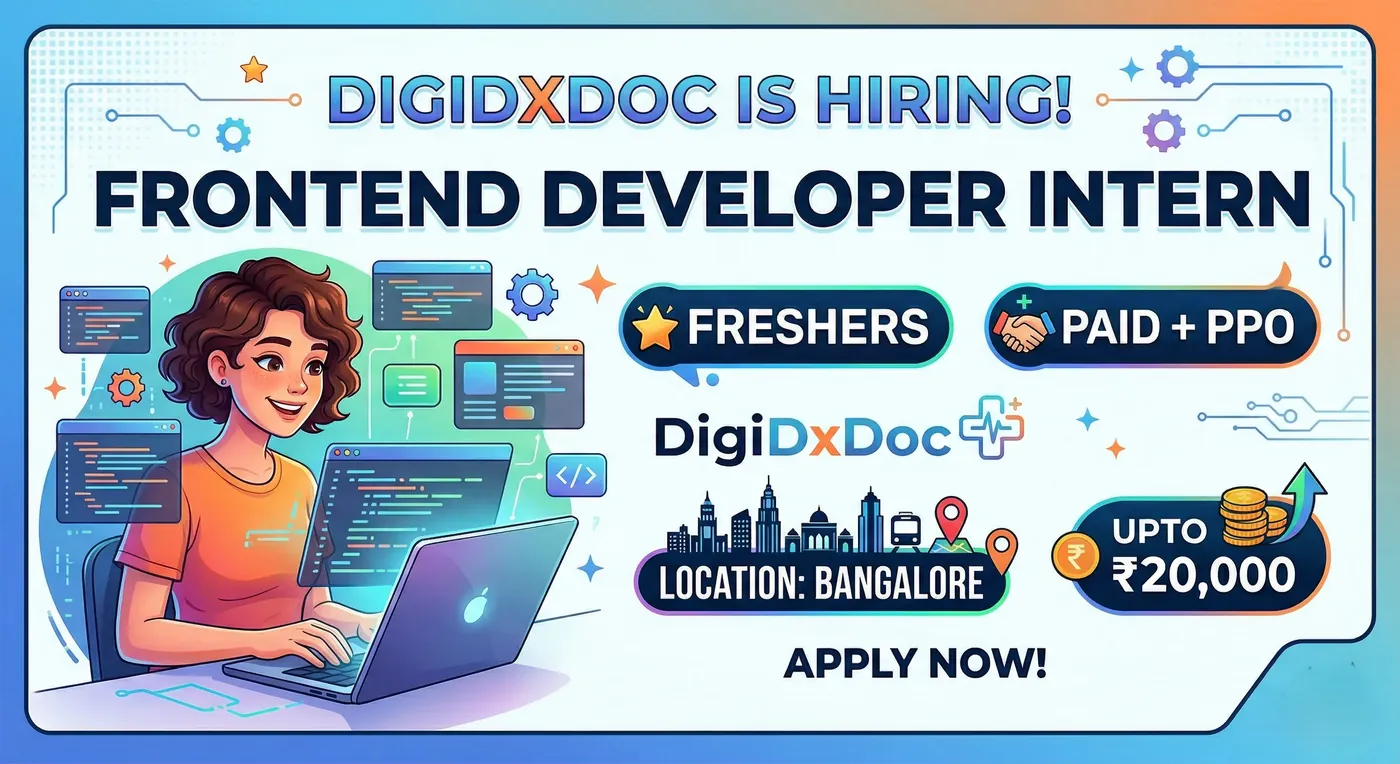 DIGIDXDOC IS HIRING!
FRONTEND DEVELOPER INTERN
FRESHERS
PAID + PPO
DigiDxDoc
</>
LOCATION: BANGALORE
UPTO
₹20,000
₹
APPLY NOW!